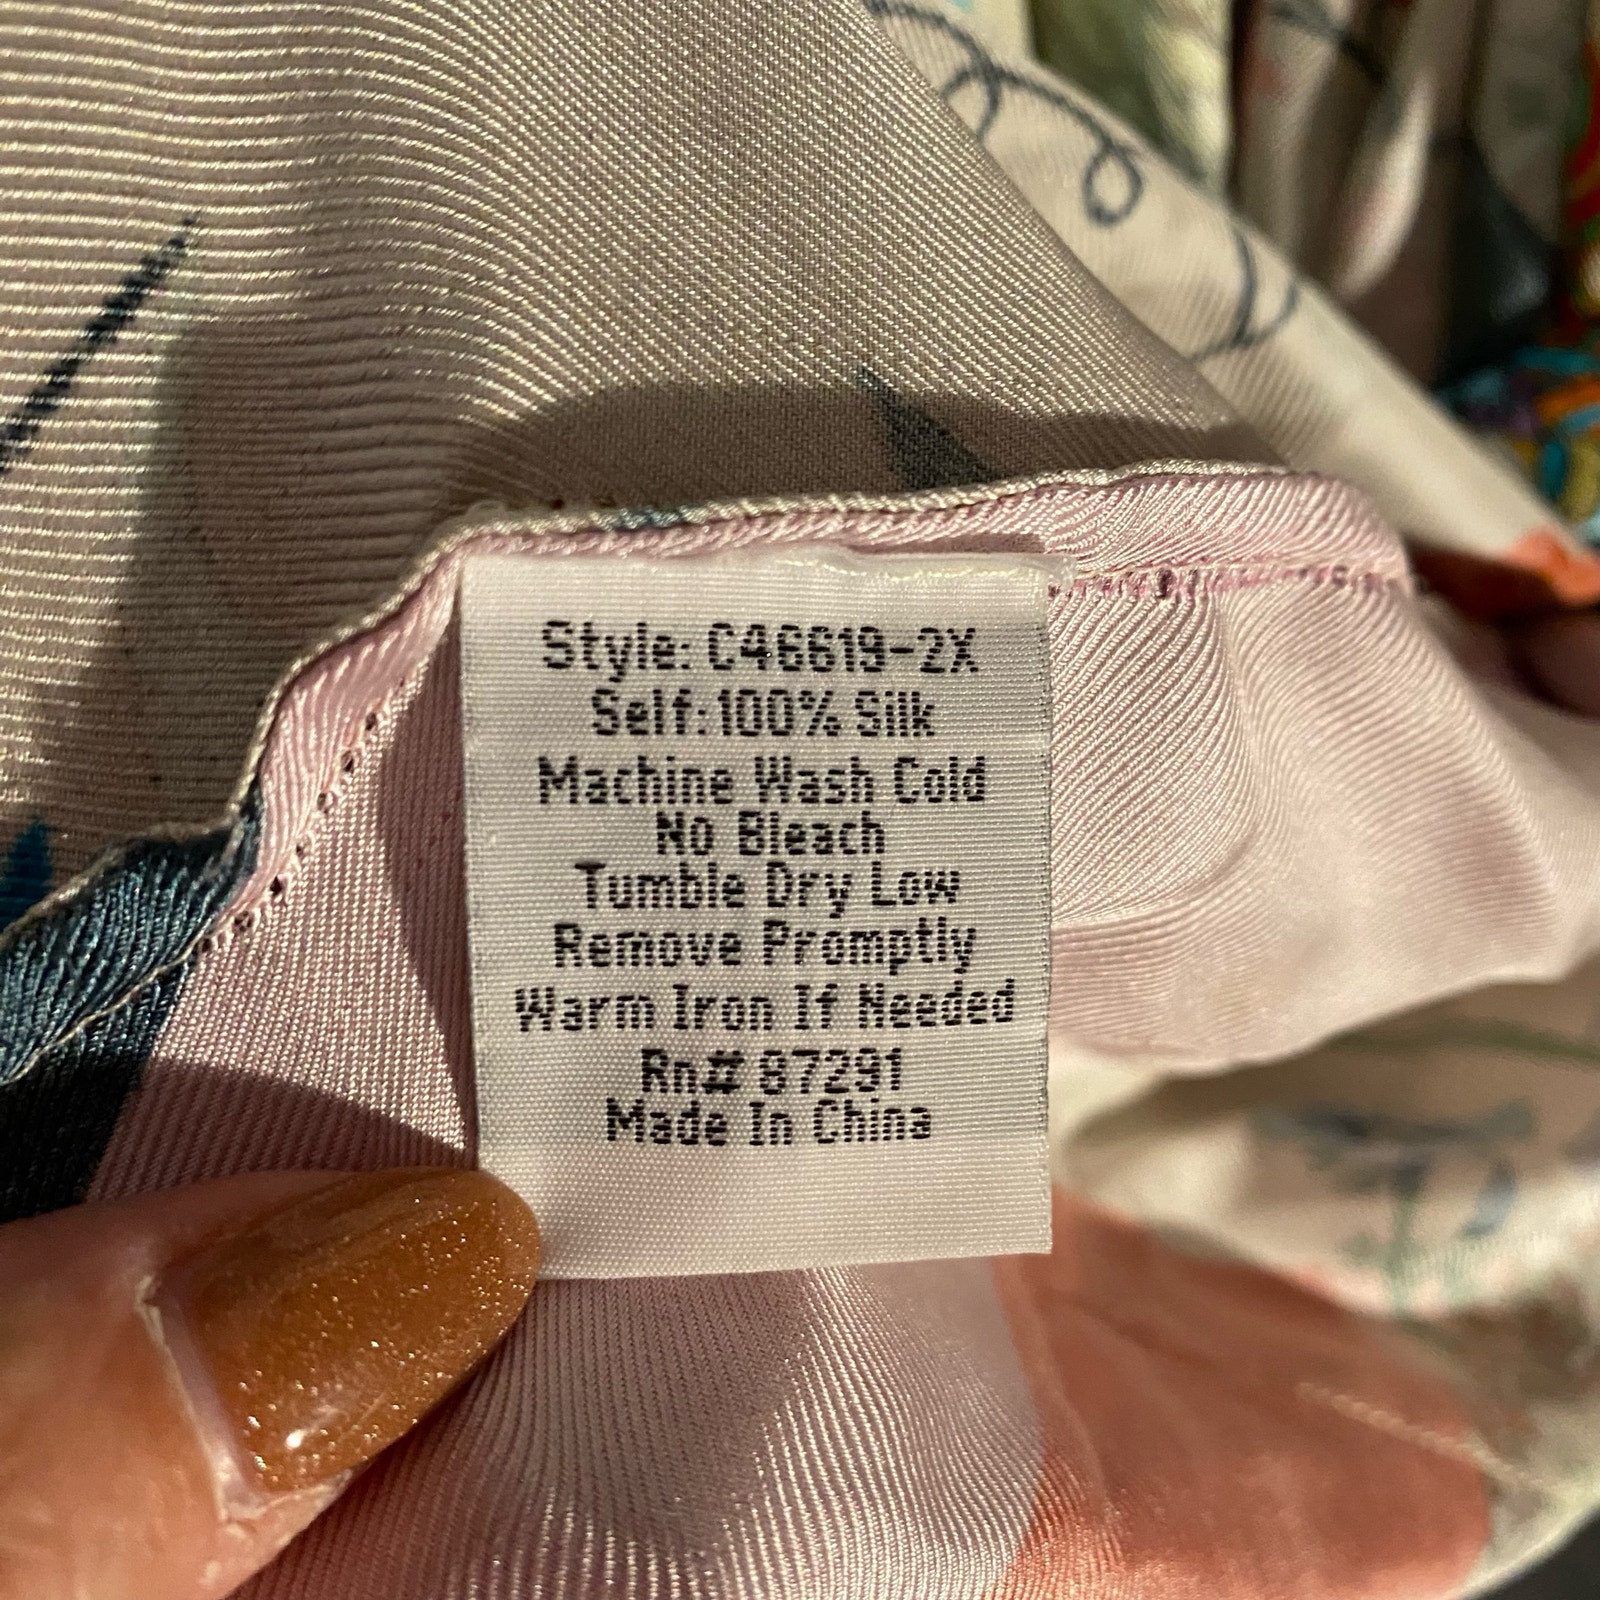 Style: C46619-2X
Self:100% Silk
Machine Wash Cold
No Bleach
Tumble Dry Low
Remove Promptly
Warm Iron If Needed
Rn# 87291
Made In China